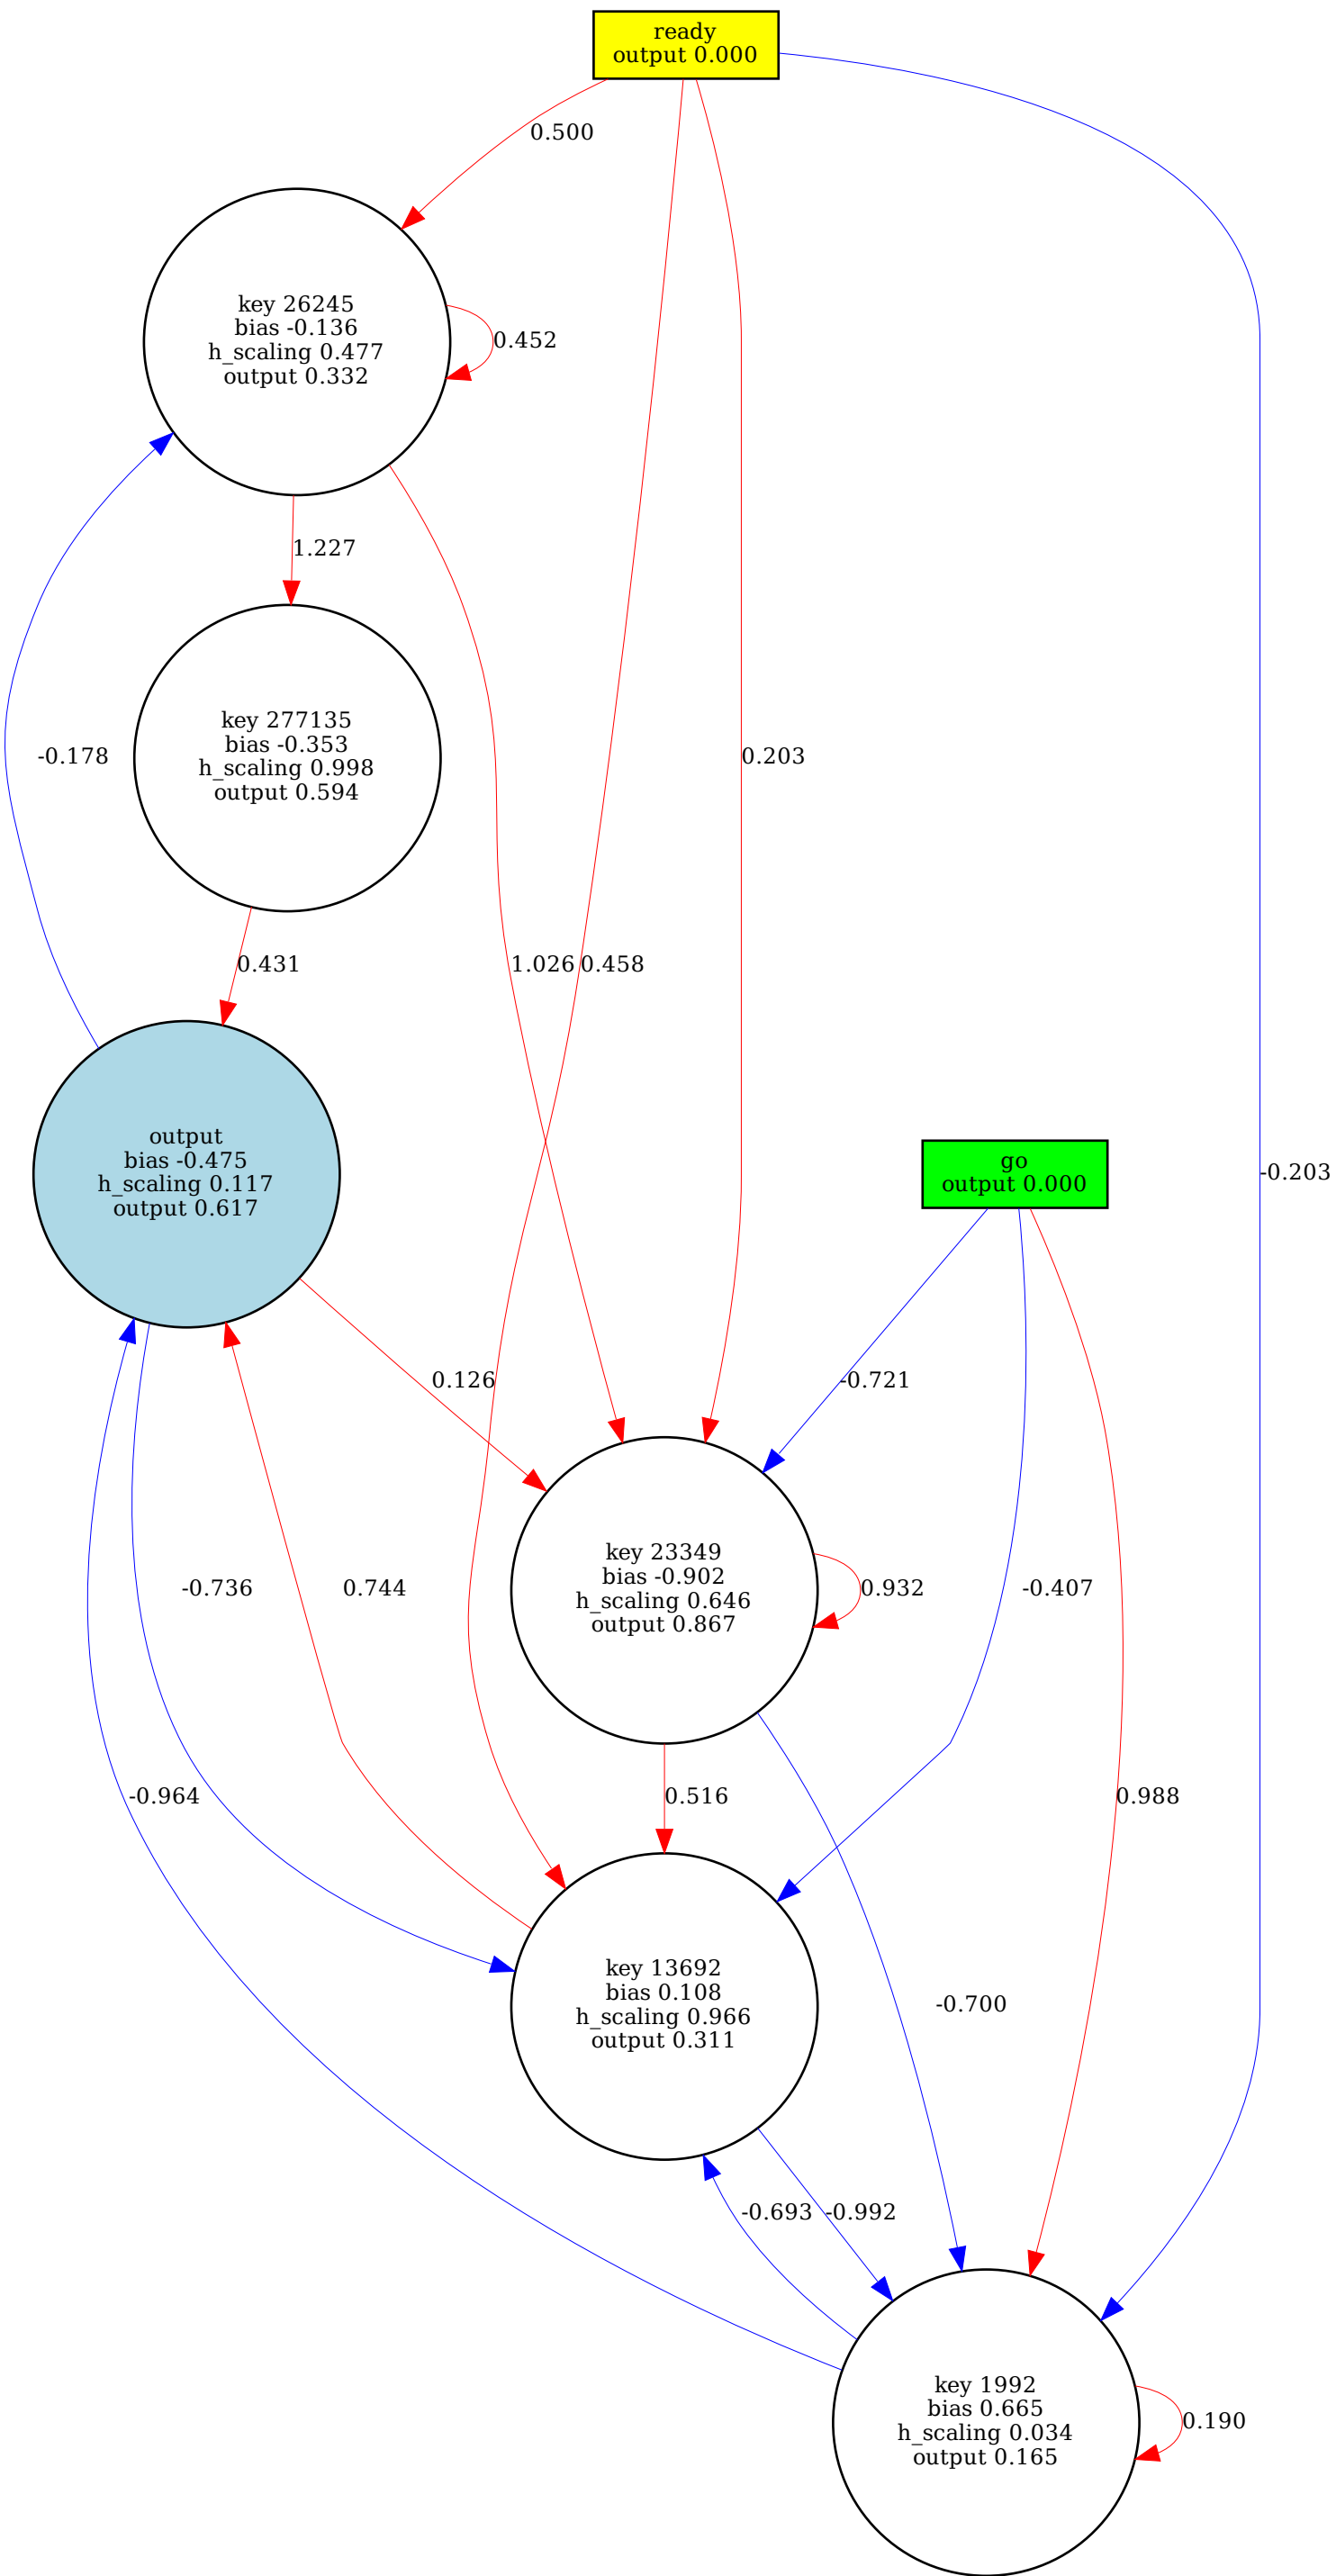 ready
output 0.000
0.500
key 26245
bias -0.136
h_scaling 0.477
output 0.332
0.452
1.227
key 277135
bias -0.353
h_scaling 0.998
output 0.594
-0.178
0.203
0.431
1.026
0.458
output
bias -0.475
h_scaling 0.117
output 0.617
go
output 0.000
-0.203
0.126
-0.721
key 23349
bias -0.902
h_scaling 0.646
output 0.867
-0.736
0.744
0.932
-0.407
-0.964
0.516
0.988
key 13692
bias 0.108
h_scaling 0.966
output 0.311
-0.700
-0.693
-0.992
key 1992
bias 0.665
h_scaling 0.034
output 0.165
0.190